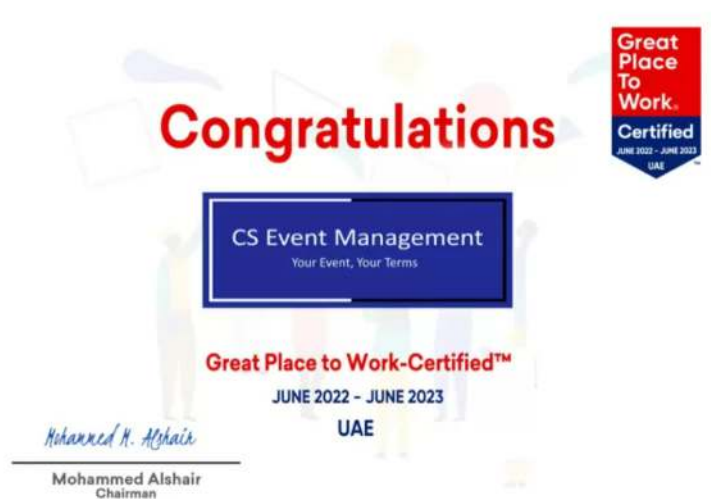 Great
Place
To
Work.
Certified
JUNE 2022 - JUNE 2023
UAE
™
Congratulations
CS Event Management
Your Event, Your Terms
Great Place to Work-Certified™
JUNE 2022 - JUNE 2023
UAE
Mohammed M. Alshair
Mohammed Alshair
Chairman